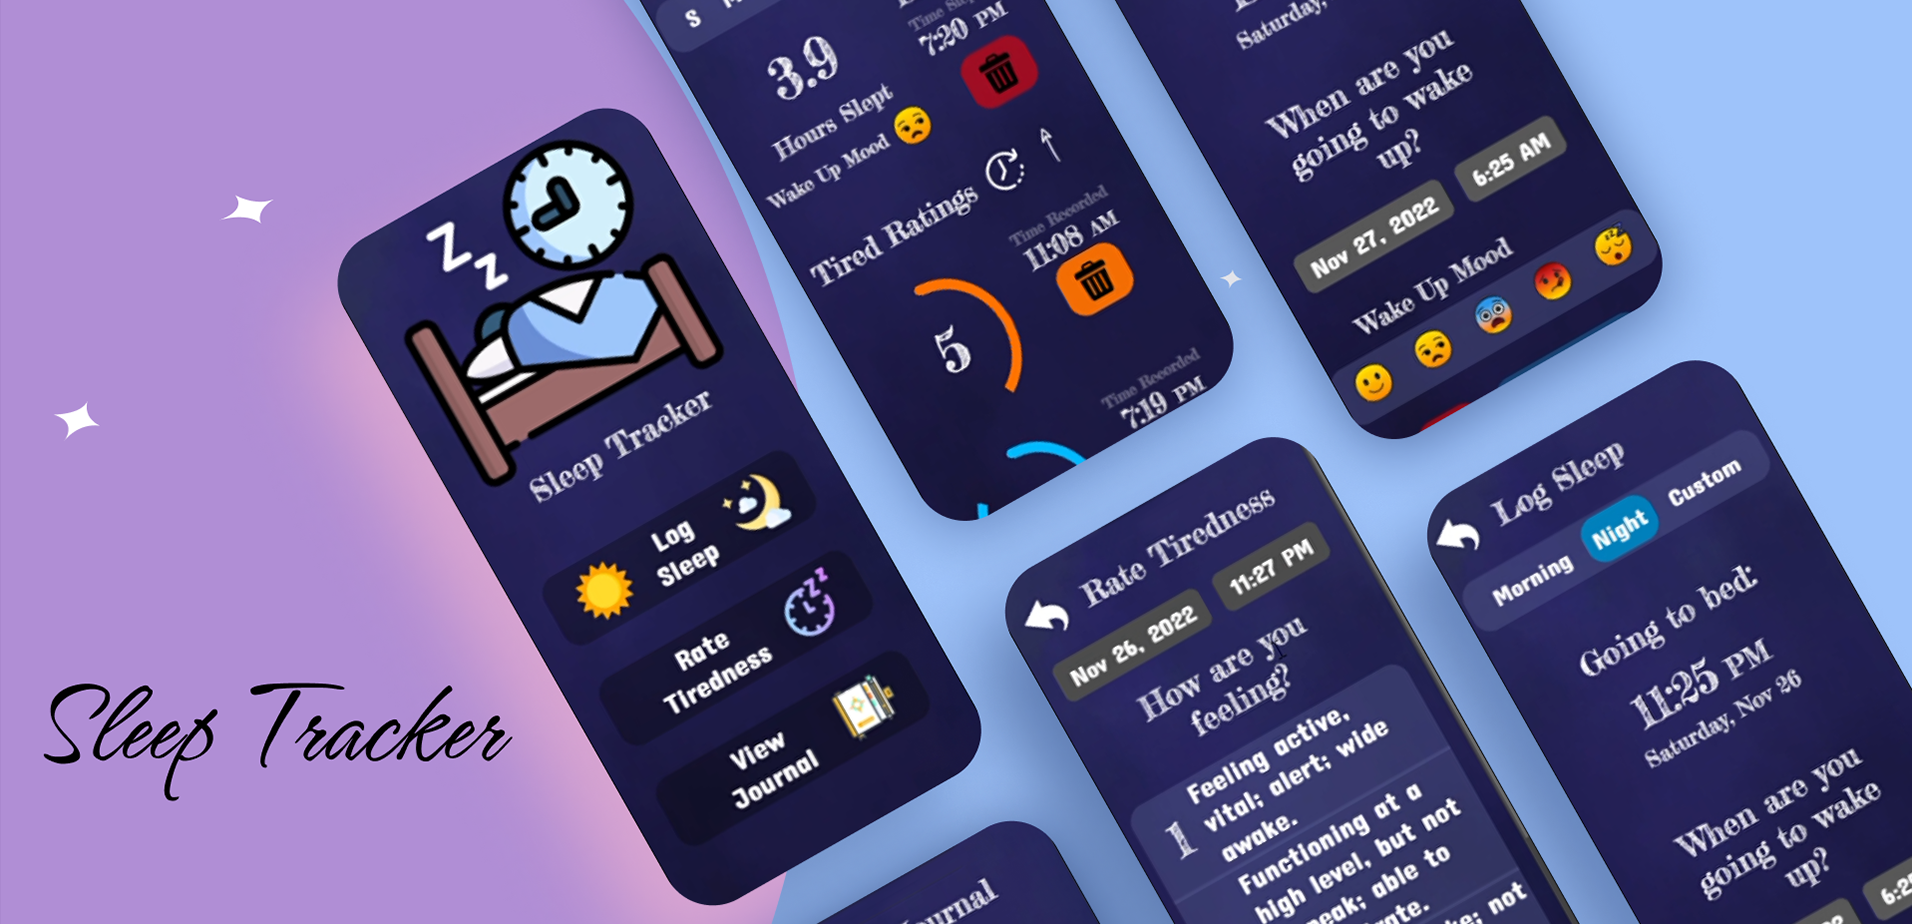 Sleep Tracker
Z
z
Sleep Tracker
Log
Sleep
Rate
Tiredness
View
Journal
S
3.9
Hours Slept
Wake Up Mood
7:20 PM
Tired Ratings
Time Recorded
11:08 AM
5
Time Recorded
7:19 PM
Saturday,
When are you
going to wake
up?
Nov 27, 2022
6:25 AM
Wake Up Mood
Rate Tiredness
Nov 26, 2022
11:27 PM
How are you
feeling?
1
Feeling active,
vital; alert; wide
awake.
Functioning at a
high level, but not
peak; able to
not
Log Sleep
Morning
Night
Custom
Going to bed:
11:25 PM
Saturday, Nov 26
When are you
going to wake
up?